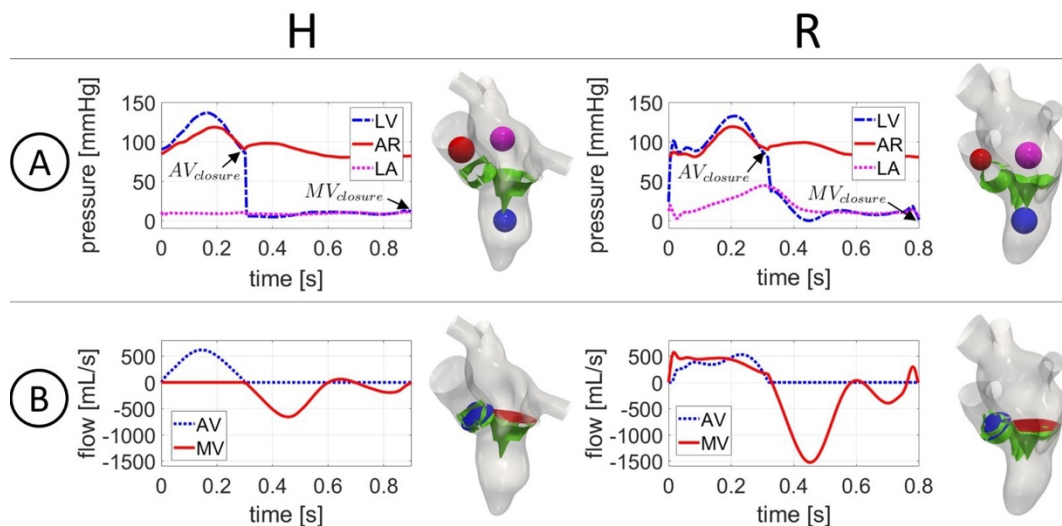 H R
A
pressure [mmHg]
150
100
50
0
LV
AR
LA
AV_closure
MV_closure
0 0.2 0.4 0.6 0.8
time [s]
pressure [mmHg]
150
100
50
0
LV
AR
LA
AV_closure
MV_closure
0 0.2 0.4 0.6 0.8
time [s]
B
flow [mL/s]
500
0
-500
-1000
-1500
AV
MV
0 0.2 0.4 0.6 0.8
time [s]
flow [mL/s]
500
0
-500
-1000
-1500
AV
MV
0 0.2 0.4 0.6 0.8
time [s]